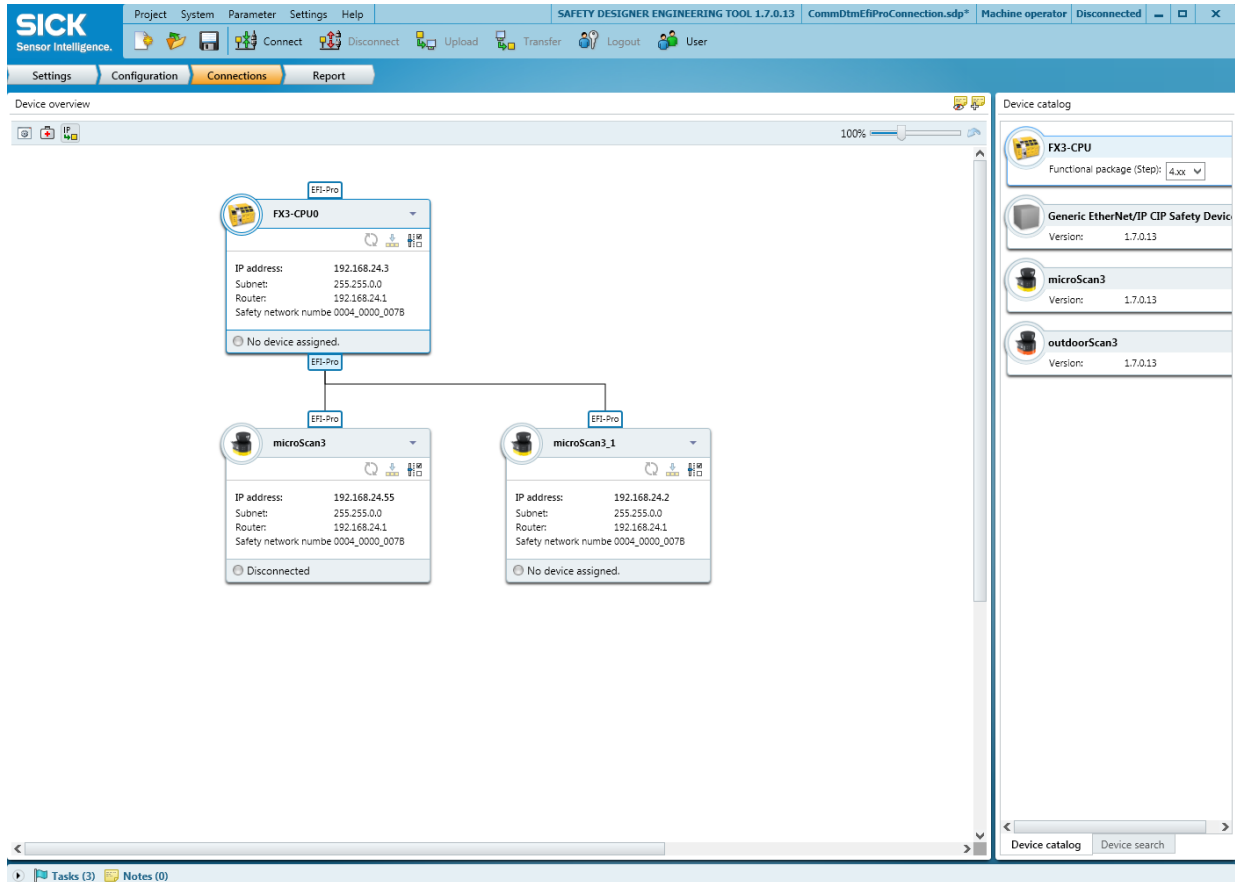 SICK
Sensor Intelligence.
Project System Parameter Settings Help
SAFETY DESIGNER ENGINEERING TOOL 1.7.0.13 CommDtmEfiProConnection.sdp* Machine operator Disconnected
Connect Disconnect Upload Transfer Logout User
Settings Configuration Connections Report
Device overview
IP
100%
EFI-Pro
FX3-CPU0
IP address: 192.168.24.3
Subnet: 255.255.0.0
Router: 192.168.24.1
Safety network numbe 0004_0000_007B
No device assigned.
EFI-Pro
EFI-Pro
microScan3
IP address: 192.168.24.55
Subnet: 255.255.0.0
Router: 192.168.24.1
Safety network numbe 0004_0000_007B
Disconnected
EFI-Pro
microScan3_1
IP address: 192.168.24.2
Subnet: 255.255.0.0
Router: 192.168.24.1
Safety network numbe 0004_0000_007B
No device assigned.
Device catalog
FX3-CPU
Functional package (Step): 4.xx
Generic EtherNet/IP CIP Safety Devic
Version: 1.7.0.13
microScan3
Version: 1.7.0.13
outdoorScan3
Version: 1.7.0.13
Device catalog Device search
Tasks (3) Notes (0)